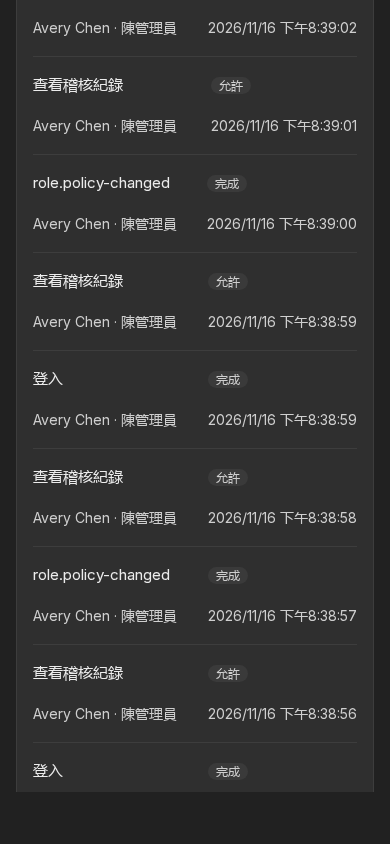 Avery Chen · 陳管理員 2026/11/16 下午8:39:02
查看稽核紀錄 允許
Avery Chen · 陳管理員 2026/11/16 下午8:39:01
role.policy-changed 完成
Avery Chen · 陳管理員 2026/11/16 下午8:39:00
查看稽核紀錄 允許
Avery Chen · 陳管理員 2026/11/16 下午8:38:59
登入 完成
Avery Chen · 陳管理員 2026/11/16 下午8:38:59
查看稽核紀錄 允許
Avery Chen · 陳管理員 2026/11/16 下午8:38:58
role.policy-changed 完成
Avery Chen · 陳管理員 2026/11/16 下午8:38:57
查看稽核紀錄 允許
Avery Chen · 陳管理員 2026/11/16 下午8:38:56
登入 完成